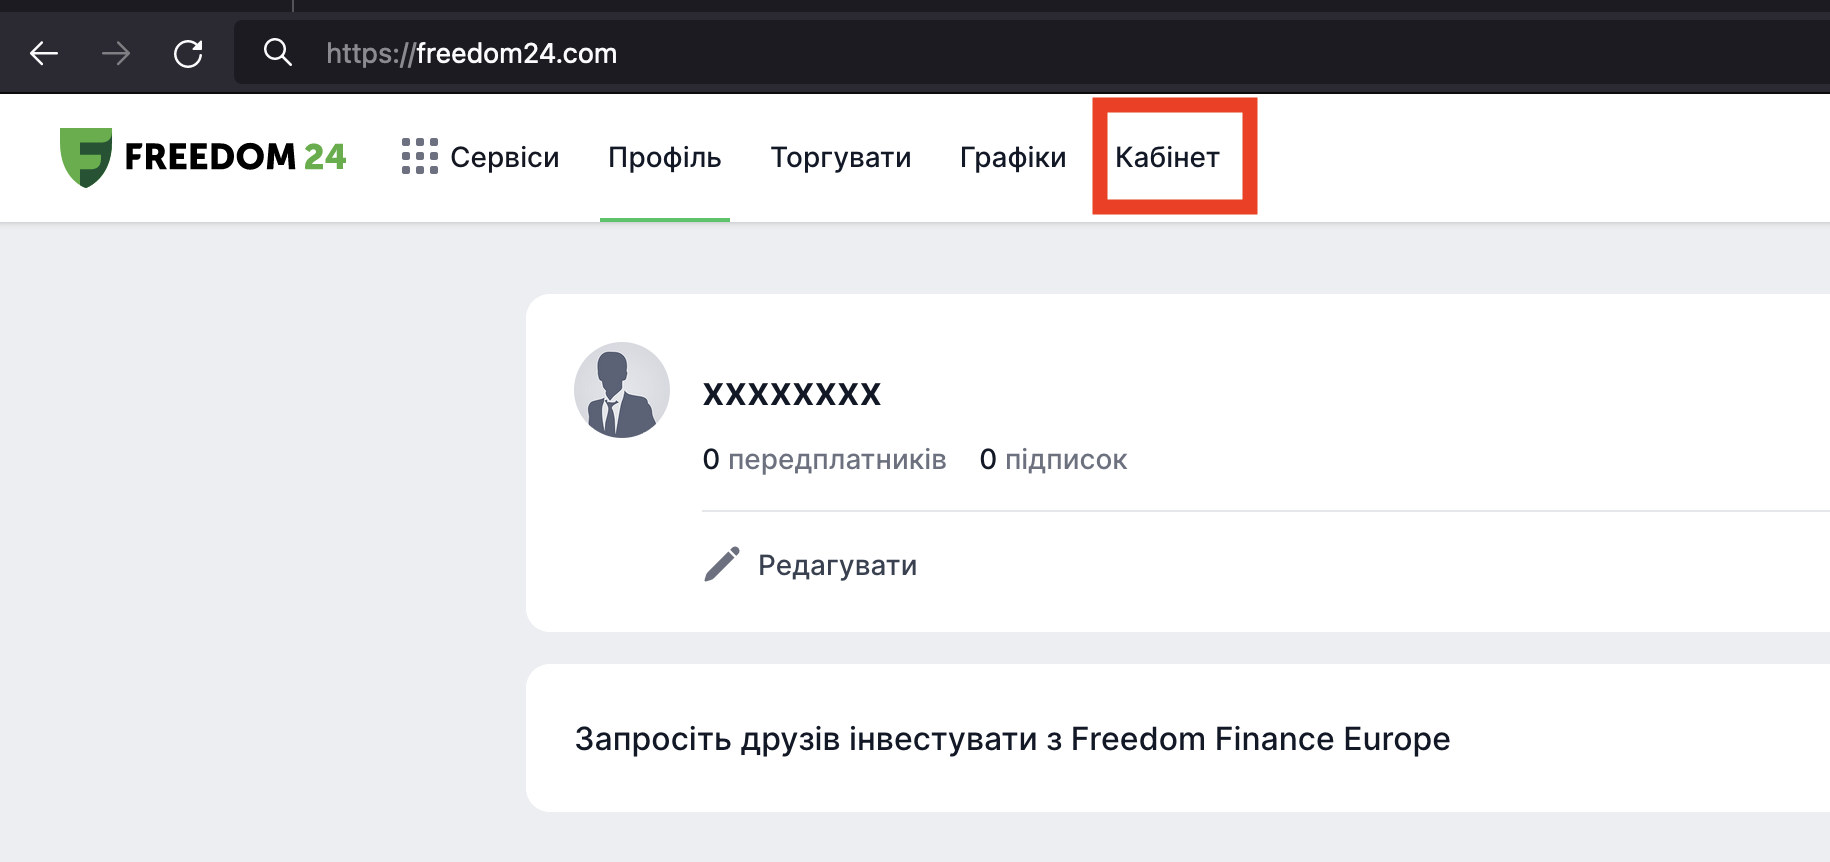 https://freedom24.com
FREEDOM 24 Сервіси Профіль Торгувати Графіки Кабінет
xxxxxxxx
0 передплатників 0 підписок
Редагувати
Запросіть друзів інвестувати з Freedom Finance Europe